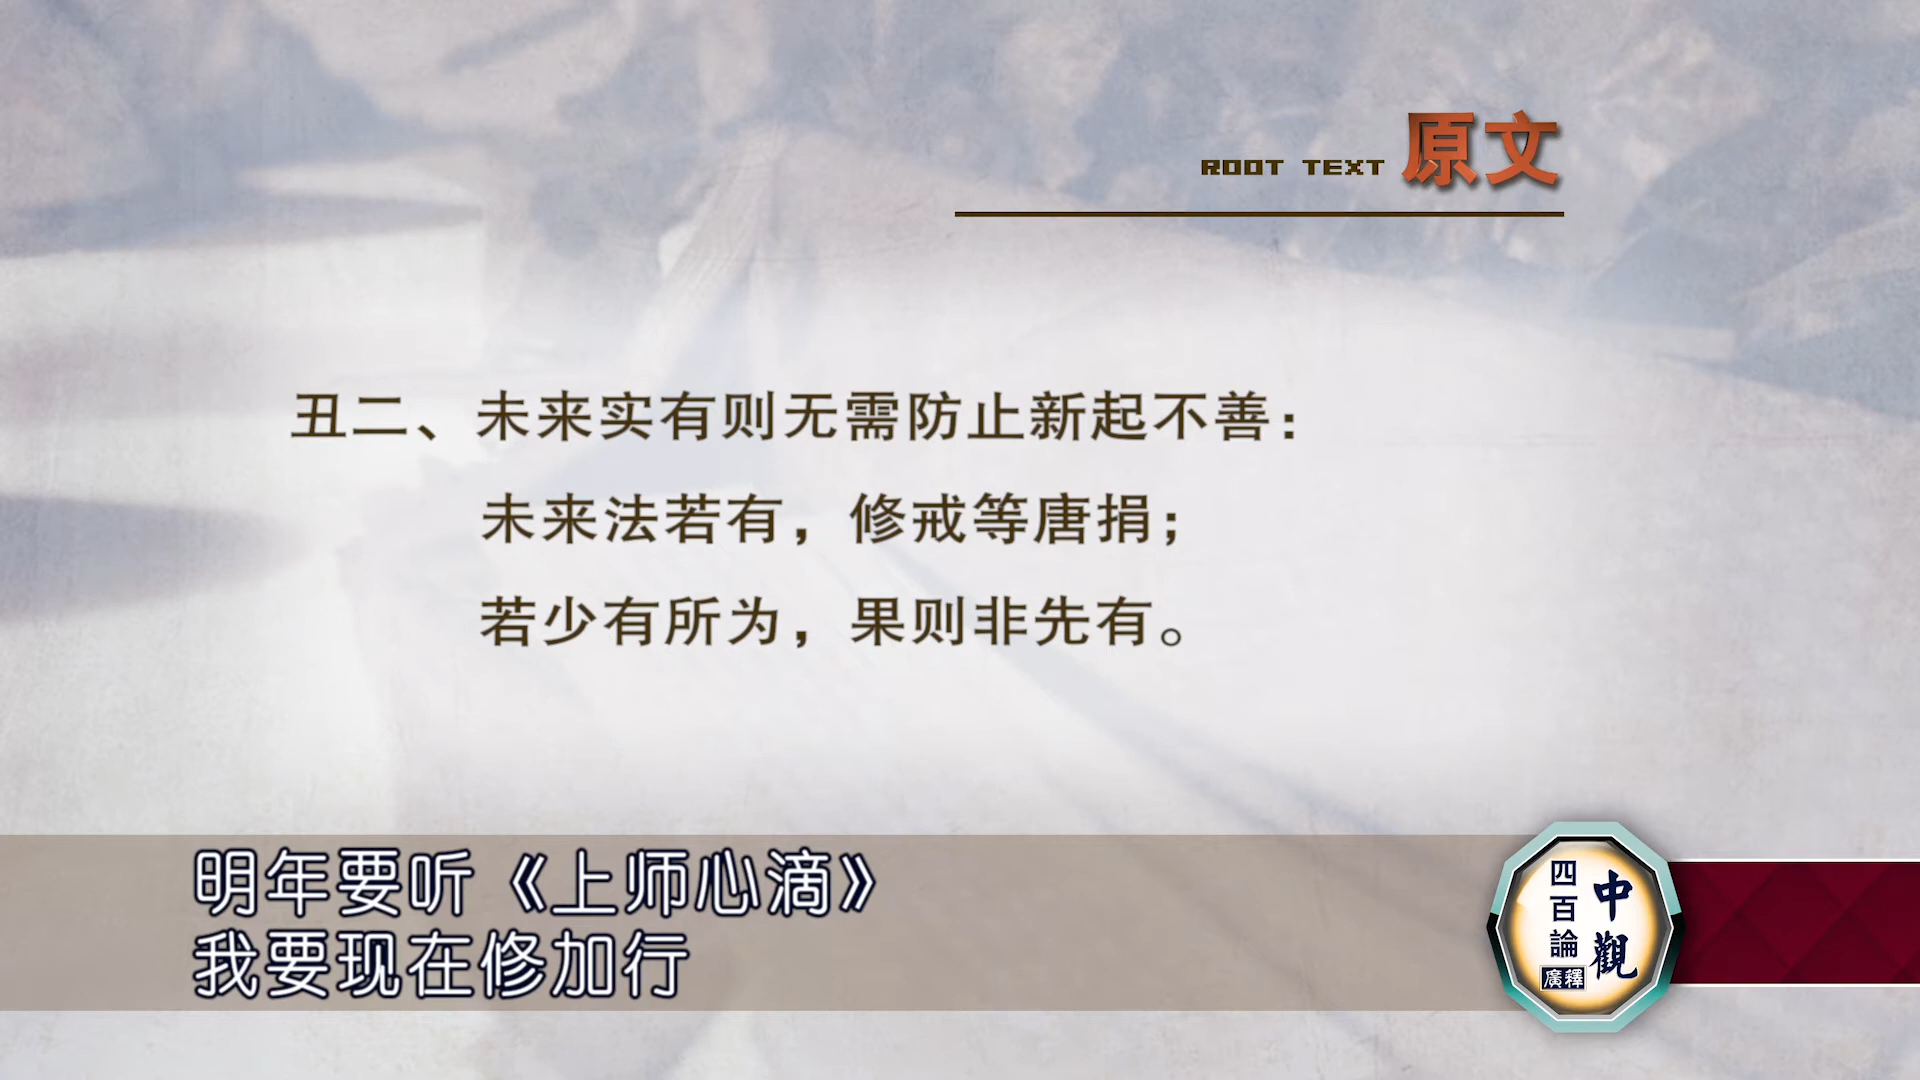 ROOT TEXT 原文
丑二、未来实有则无需防止新起不善：
未来法若有，修戒等唐捐；
若少有所为，果则非先有。
明年要听《上师心滴》
我要现在修加行
中觀
四百論
廣釋